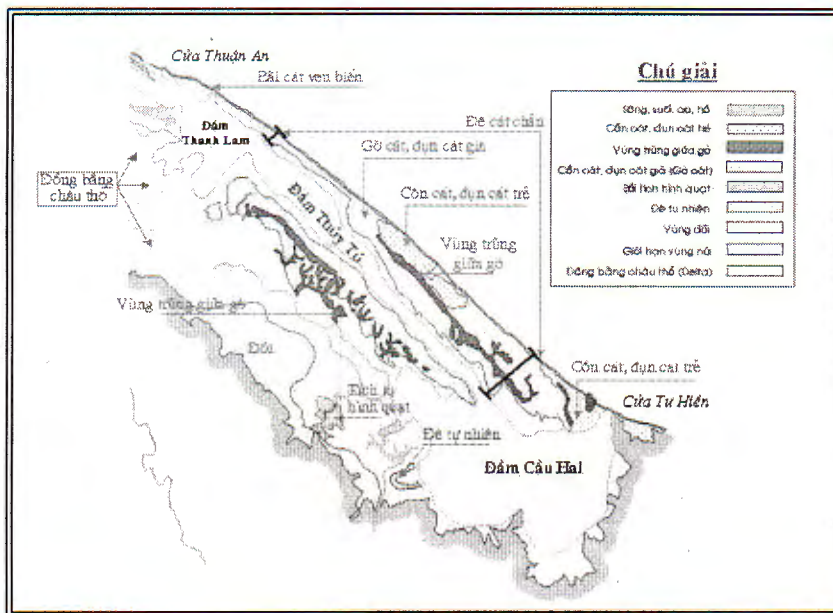 Cửa Thuận An
Bãi cát ven biển
Đầm
Thanh Lam
Đê cát chắn
Gò cát, đụn cát già
Đồng bằng
châu thổ
Đầm Thủy Tú
Cồn cát, đụn cát trẻ
Vùng trũng
giữa gò
Vùng trũng giữa gò
Đồi
hình quạt
Đê tự nhiên
Cồn cát, đụn cát trẻ
Cửa Tư Hiền
Đầm Cầu Hai
Chú giải
Sông, suối, ao, hồ
Cồn cát, đụn cát trẻ
Vùng trũng giữa gò
Cồn cát, đụn cát già (Gò cát)
Bồi tích hình quạt
Đê tự nhiên
Vùng đồi
Giới hạn vùng núi
Đồng bằng châu thổ (Delta)